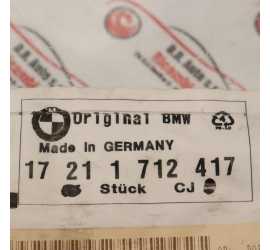 Original BMW
Made in GERMANY
17 21 1 712 417
Stück CJ